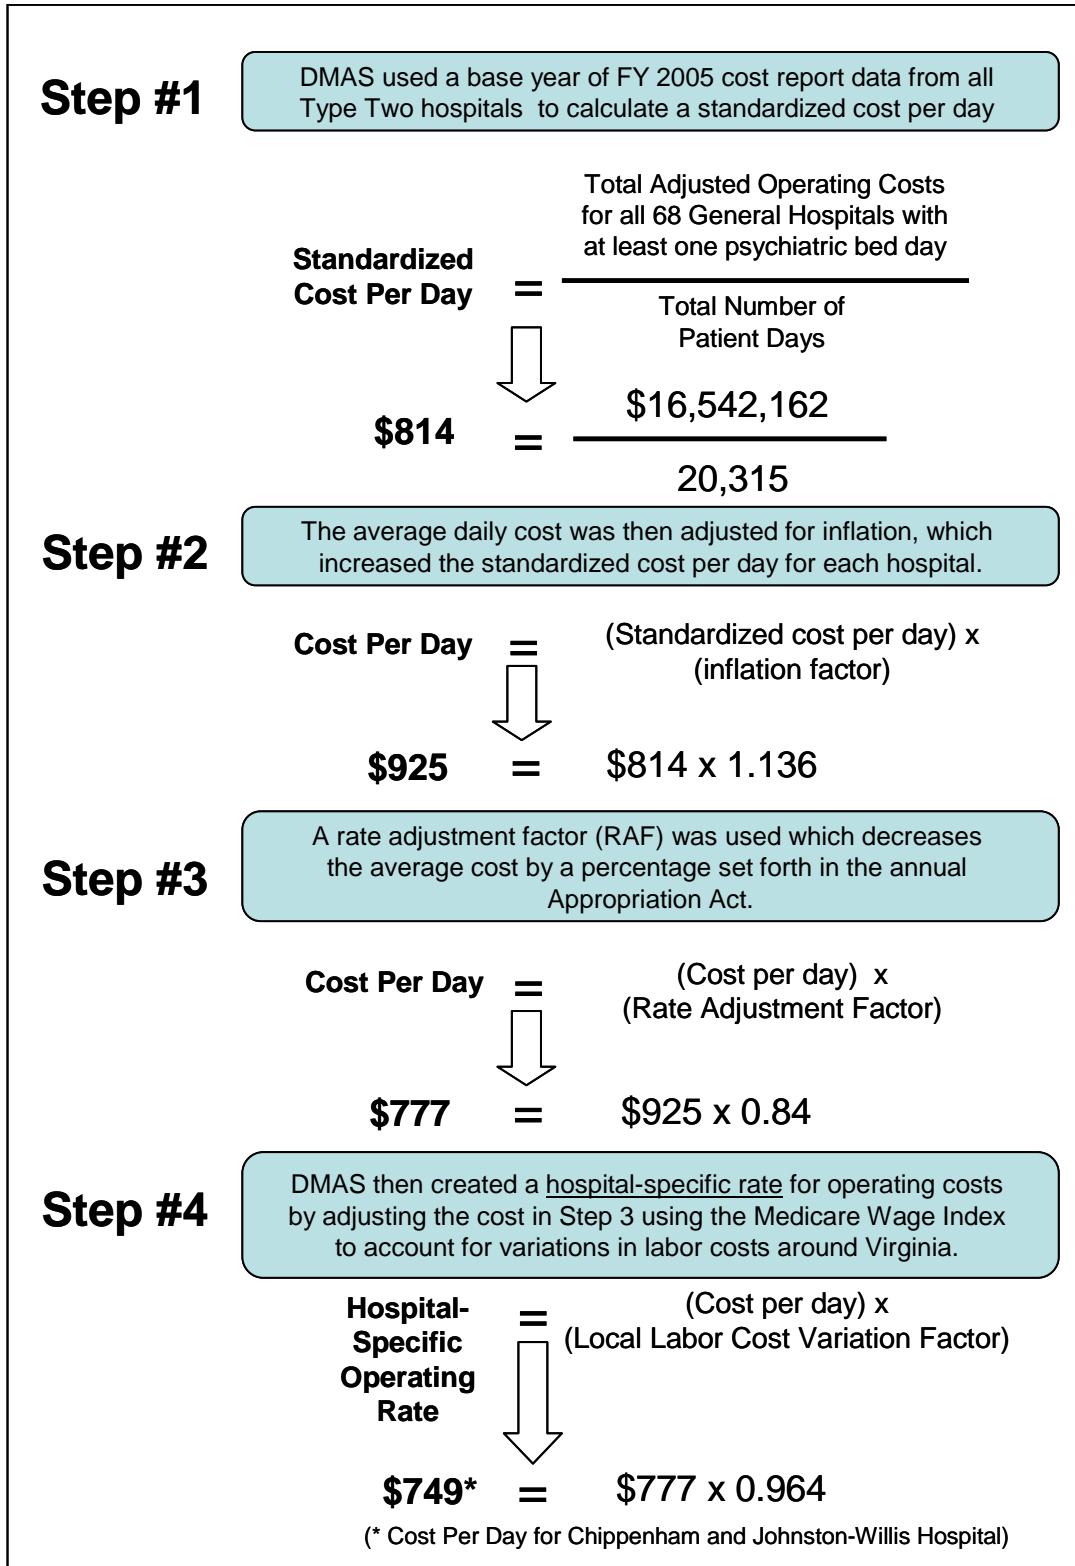 Step #1
DMAS used a base year of FY 2005 cost report data from all
Type Two hospitals to calculate a standardized cost per day
Total Adjusted Operating Costs
for all 68 General Hospitals with
at least one psychiatric bed day
Standardized
Cost Per Day
=
Total Number of
Patient Days
$814
=
$16,542,162
20,315
Step #2
The average daily cost was then adjusted for inflation, which
increased the standardized cost per day for each hospital.
Cost Per Day
=
(Standardized cost per day) x
(inflation factor)
$925 = $814 x 1.136
Step #3
A rate adjustment factor (RAF) was used which decreases
the average cost by a percentage set forth in the annual
Appropriation Act.
Cost Per Day
=
(Cost per day) x
(Rate Adjustment Factor)
$777 = $925 x 0.84
Step #4
DMAS then created a hospital-specific rate for operating costs
by adjusting the cost in Step 3 using the Medicare Wage Index
to account for variations in labor costs around Virginia.
Hospital-
Specific
Operating
Rate
=
(Cost per day) x
(Local Labor Cost Variation Factor)
$749* = $777 x 0.964
(* Cost Per Day for Chippenham and Johnston-Willis Hospital)